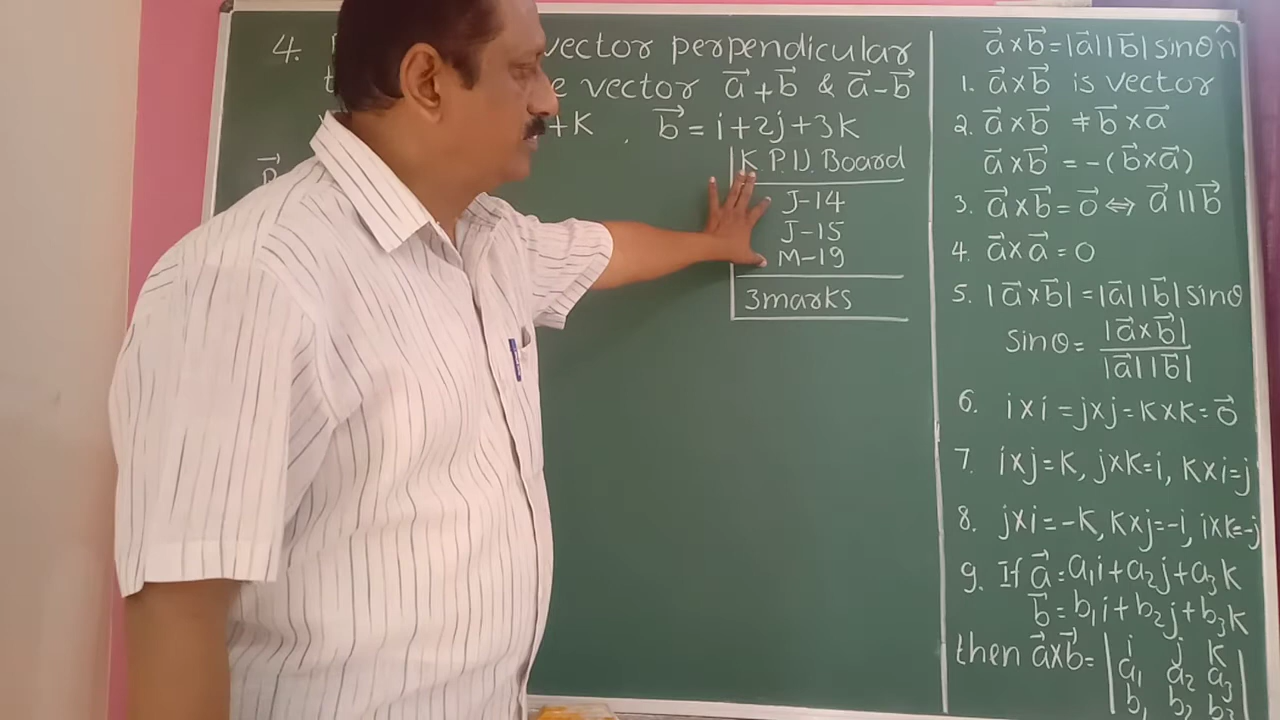 4. vector perpendicular
vector a⃗+b⃗ & a⃗-b⃗
+k , b⃗ = i+2j+3k
K.P.U. Board
J-14
J-15
M-19
3marks
a⃗×b⃗=|a⃗||b⃗|sinθn̂
1. a⃗×b⃗ is vector
2. a⃗×b⃗ ≠ b⃗×a⃗
a⃗×b⃗ = -(b⃗×a⃗)
3. a⃗×b⃗=0⃗ ⇔ a⃗||b⃗
4. a⃗×a⃗=0
5. |a⃗×b⃗|=|a⃗||b⃗|sinθ
sinθ= |a⃗×b⃗|
|a⃗||b⃗|
6. i×i=j×j=k×k=0⃗
7. i×j=k, j×k=i, k×i=j
8. j×i=-k, k×j=-i, i×k=-j
9. If a⃗=a₁i+a₂j+a₃k
b⃗=b₁i+b₂j+b₃k
then a⃗×b⃗= | i j k |
a₁ a₂ a₃
b₁ b₂ b₃